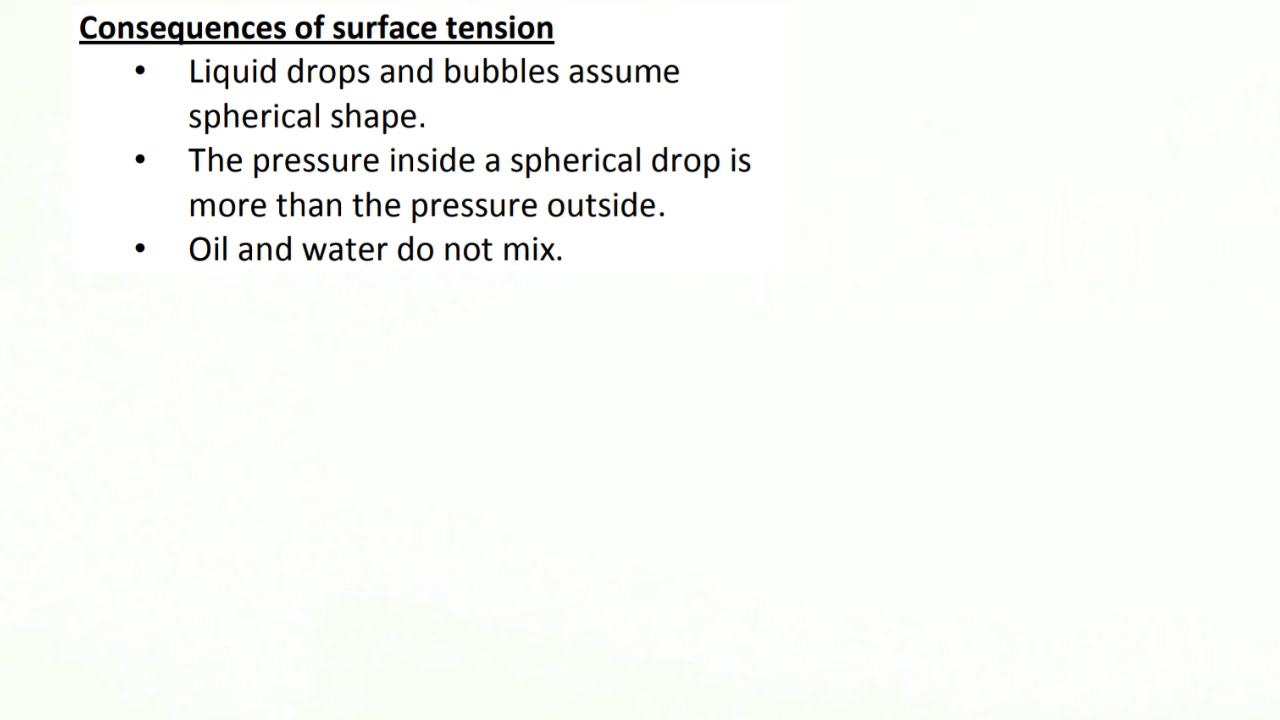 Consequences of surface tension
• Liquid drops and bubbles assume
spherical shape.
• The pressure inside a spherical drop is
more than the pressure outside.
• Oil and water do not mix.